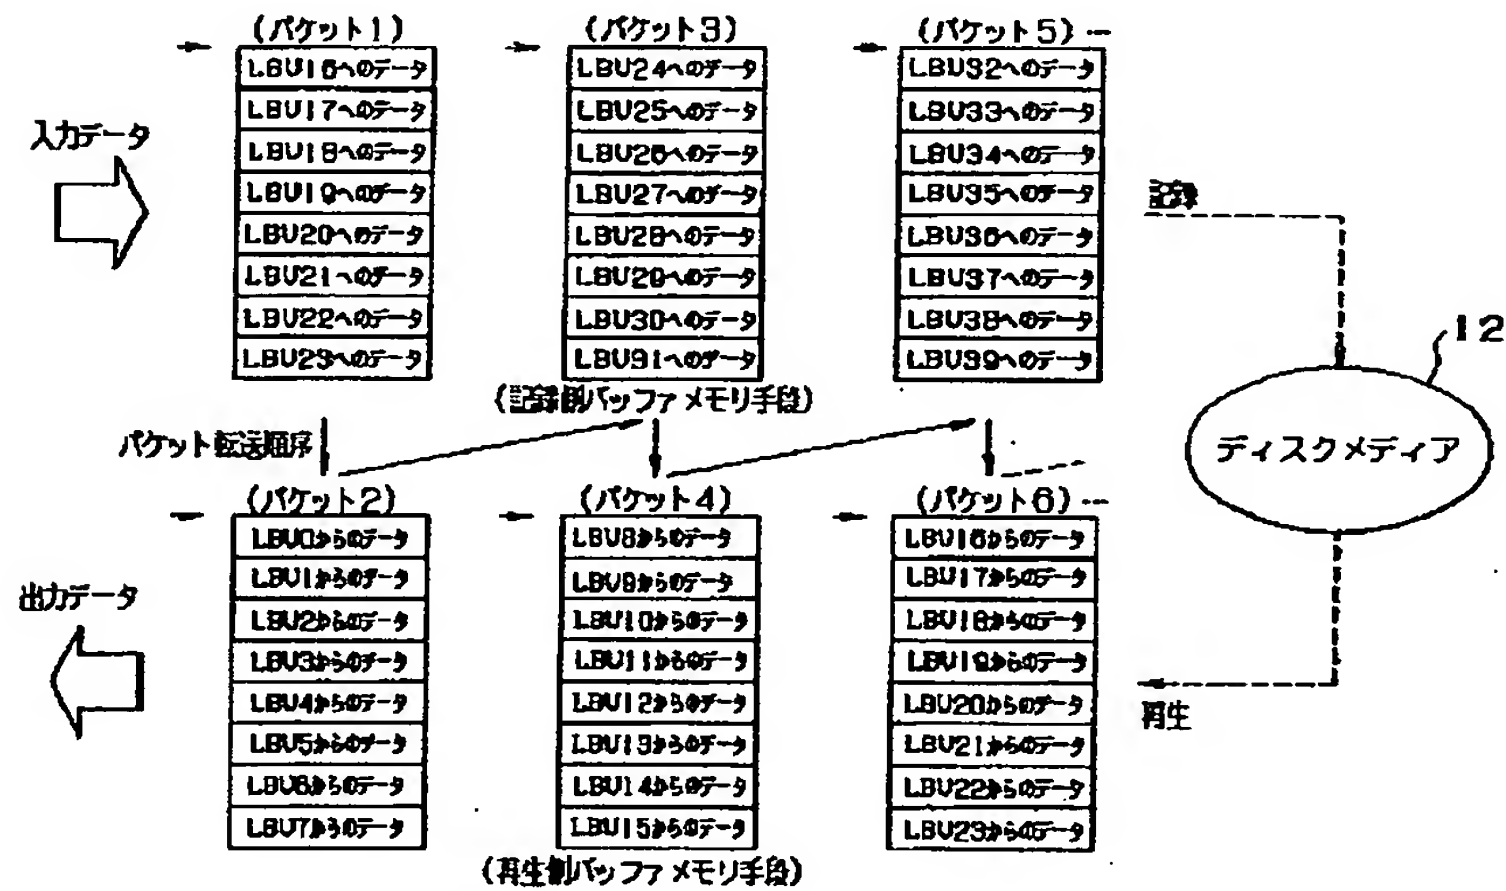 (パケット1)
LBU16へのデータ
LBU17へのデータ
LBU18へのデータ
LBU19へのデータ
LBU20へのデータ
LBU21へのデータ
LBU22へのデータ
LBU23へのデータ
(パケット3)
LBU24へのデータ
LBU25へのデータ
LBU26へのデータ
LBU27へのデータ
LBU28へのデータ
LBU29へのデータ
LBU30へのデータ
LBU31へのデータ
(パケット5)
LBU32へのデータ
LBU33へのデータ
LBU34へのデータ
LBU35へのデータ
LBU36へのデータ
LBU37へのデータ
LBU38へのデータ
LBU39へのデータ
入力データ
記録
12
(記録側バッファメモリ手段)
パケット転送順序
ディスクメディア
(パケット2)
LBU0からのデータ
LBU1からのデータ
LBU2からのデータ
LBU3からのデータ
LBU4からのデータ
LBU5からのデータ
LBU6からのデータ
LBU7からのデータ
(パケット4)
LBU8からのデータ
LBU9からのデータ
LBU10からのデータ
LBU11からのデータ
LBU12からのデータ
LBU13からのデータ
LBU14からのデータ
LBU15からのデータ
(パケット6)
LBU16からのデータ
LBU17からのデータ
LBU18からのデータ
LBU19からのデータ
LBU20からのデータ
LBU21からのデータ
LBU22からのデータ
LBU23からのデータ
出力データ
再生
(再生側バッファメモリ手段)